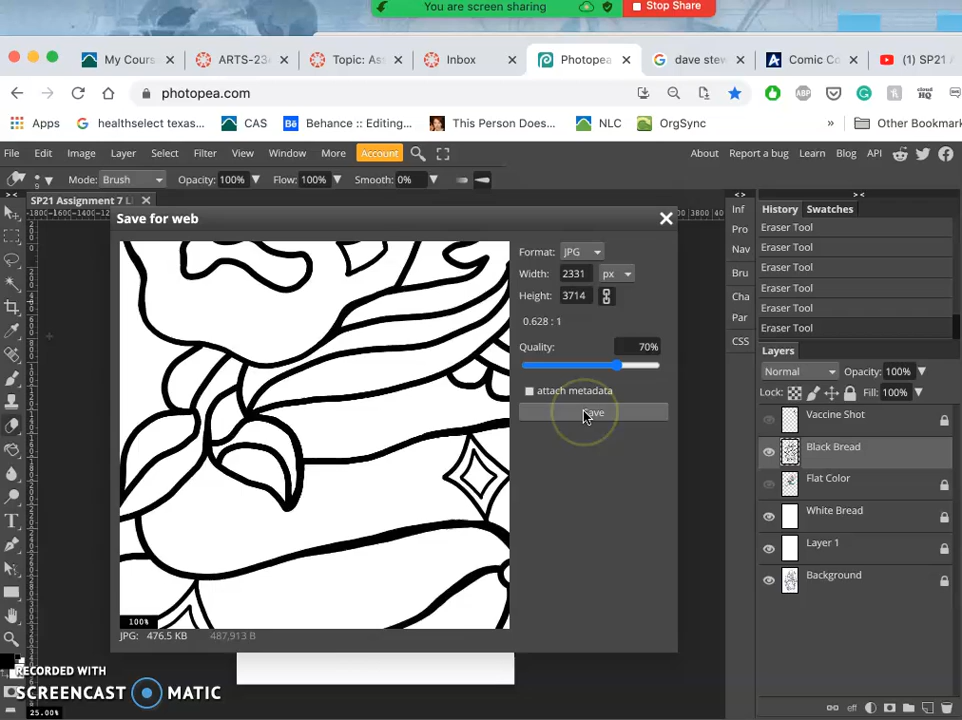 You are screen sharing Stop Share
My Cours ARTS-234 Topic: Ass Inbox Photopea dave stew Comic Co (1) SP21 A
photopea.com
Apps healthselect texas... CAS Behance :: Editing... This Person Does... NLC OrgSync » Other Bookmark
File Edit Image Layer Select Filter View Window More Account About Report a bug Learn Blog API
9 Mode: Brush Opacity: 100% Flow: 100% Smooth: 0%
SP21 Assignment 7 L
Save for web
Format: JPG
Width: 2331 px
Height: 3714
0.628 : 1
Quality: 70%
attach metadata
Save
100%
JPG: 476.5 KB 487,913 B
Inf
Pro
Nav
Bru
Cha
Par
CSS
History Swatches
Eraser Tool
Eraser Tool
Eraser Tool
Eraser Tool
Eraser Tool
Eraser Tool
Layers
Normal Opacity: 100%
Lock: Fill: 100%
Vaccine Shot
Black Bread
Flat Color
White Bread
Layer 1
Background
RECORDED WITH
SCREENCAST MATIC
25.00%